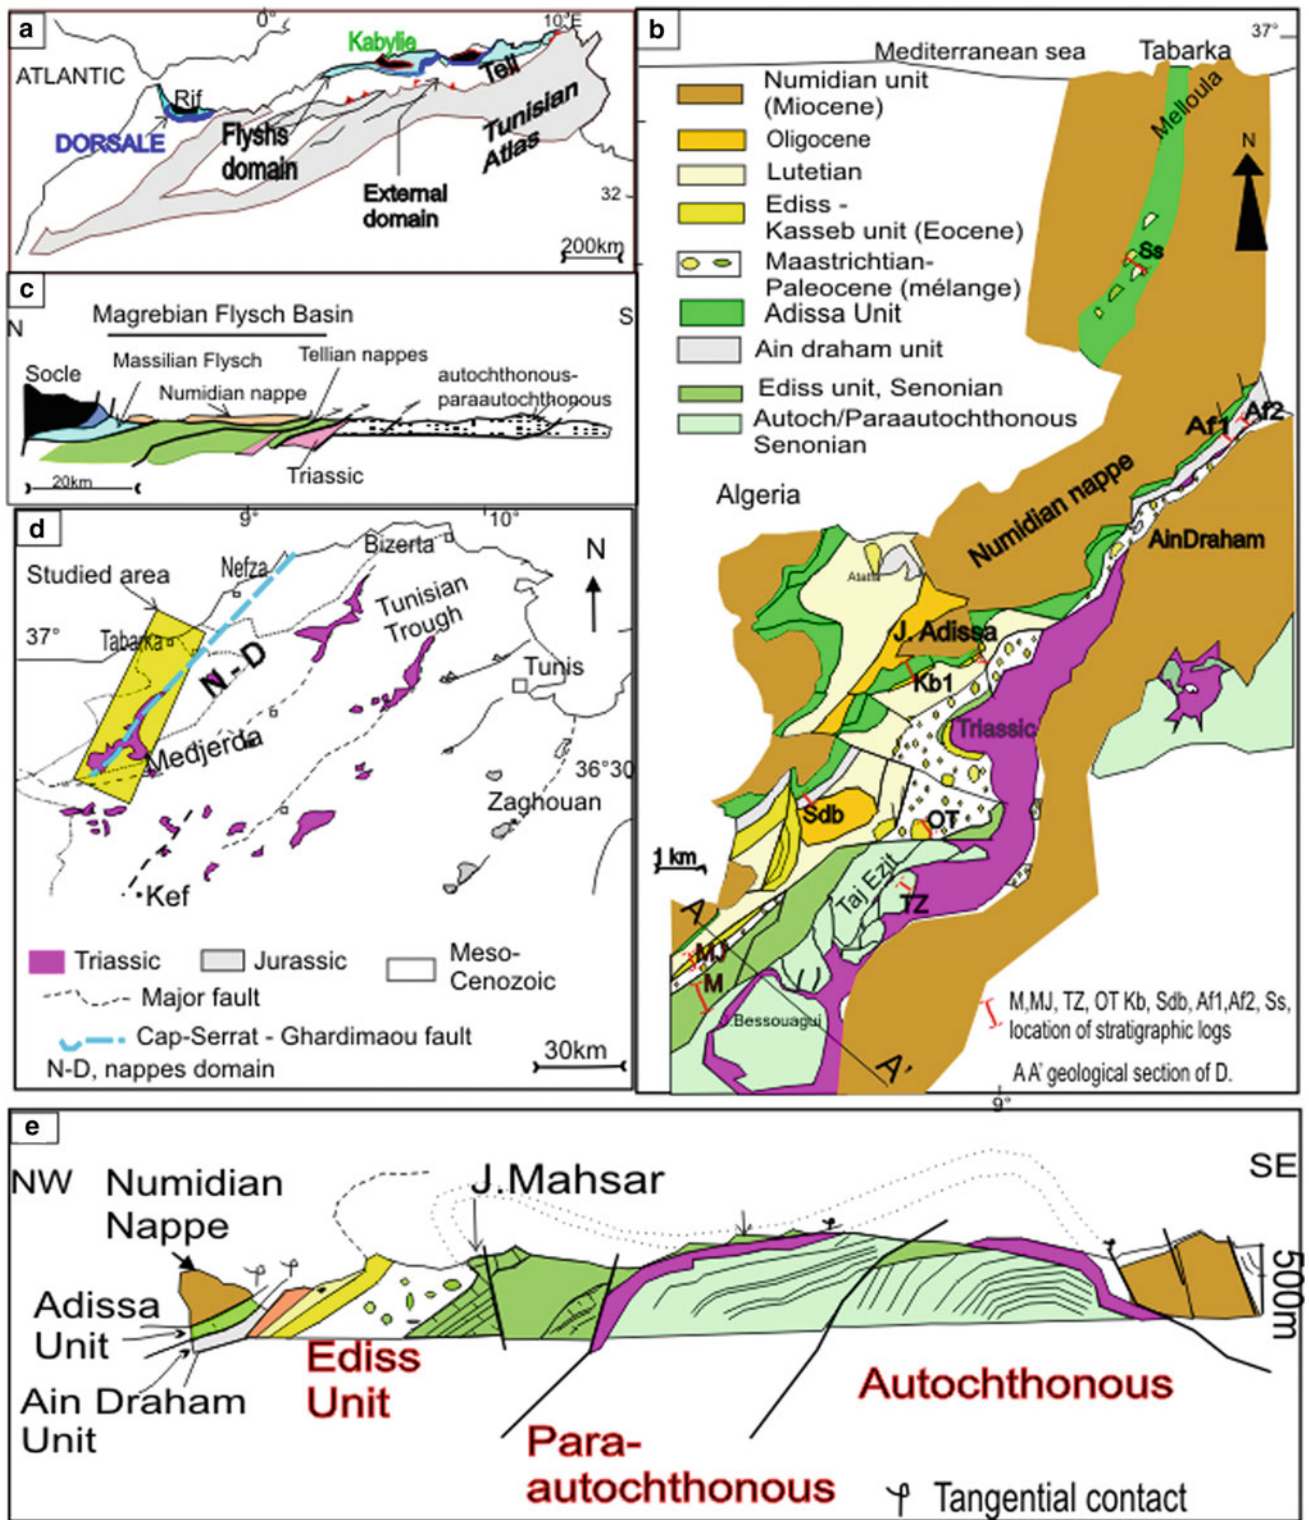 a
0°
10°E
Kabylie
ATLANTIC
Tell
Rif
DORSALE
Flyshs
domain
Tunisian
Atlas
External
domain
32
200km
b
37°
Mediterranean sea
Tabarka
Numidian unit
(Miocene)
Melloula
Oligocene
N
Lutetian
Ediss -
Kasseb unit (Eocene)
Maastrichtian-
Paleocene (mélange)
Ss
Adissa Unit
Ain draham unit
Ediss unit, Senonian
Autoch/Paraautochthonous
Senonian
Af1
Af2
Algeria
Numidian nappe
AinDraham
J. Adissa
Kb1
Triassic
Sdb
OT
1 km
Taj Ezit
TZ
A
MJ
M
J.Bessouagui
A'
M,MJ, TZ, OT Kb, Sdb, Af1,Af2, Ss,
location of stratigraphic logs
A A' geological section of D.
9°
c
Magrebian Flysch Basin
N
S
Massilian Flysch
Tellian nappes
Socle
Numidian nappe
autochthonous-
paraautochthonous
Triassic
20km
d
9°
10°
Bizerta
N
Nefza
Studied area
Tunisian
Trough
37°
Tabarka
N - D
Tunis
Medjerda
36°30
Zaghouan
Kef
Triassic
Jurassic
Meso-
Cenozoic
Major fault
Cap-Serrat - Ghardimaou fault
N-D, nappes domain
30km
e
NW
Numidian
Nappe
J.Mahsar
SE
500m
Adissa
Unit
Ediss
Unit
Ain Draham
Unit
Autochthonous
Para-
autochthonous
Tangential contact